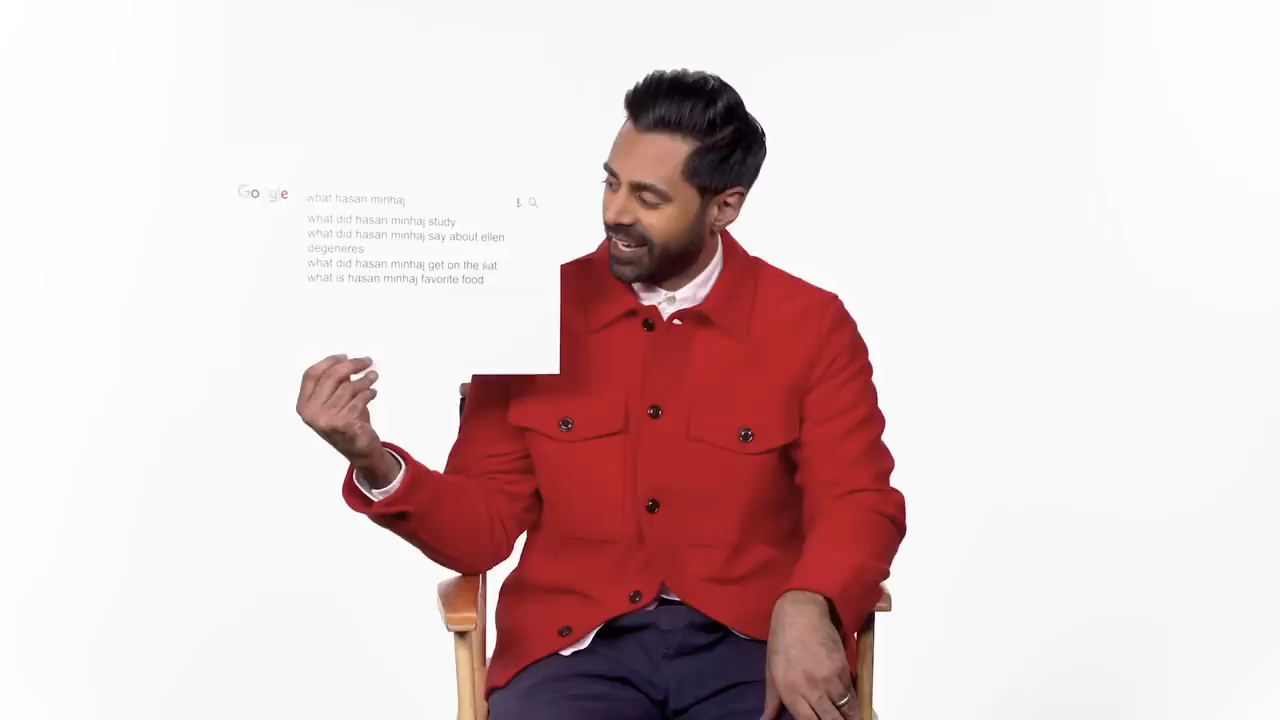 Google what hasan minhaj
what did hasan minhaj study
what did hasan minhaj say about ellen
degeneres
what did hasan minhaj get on the sat
what is hasan minhaj favorite food